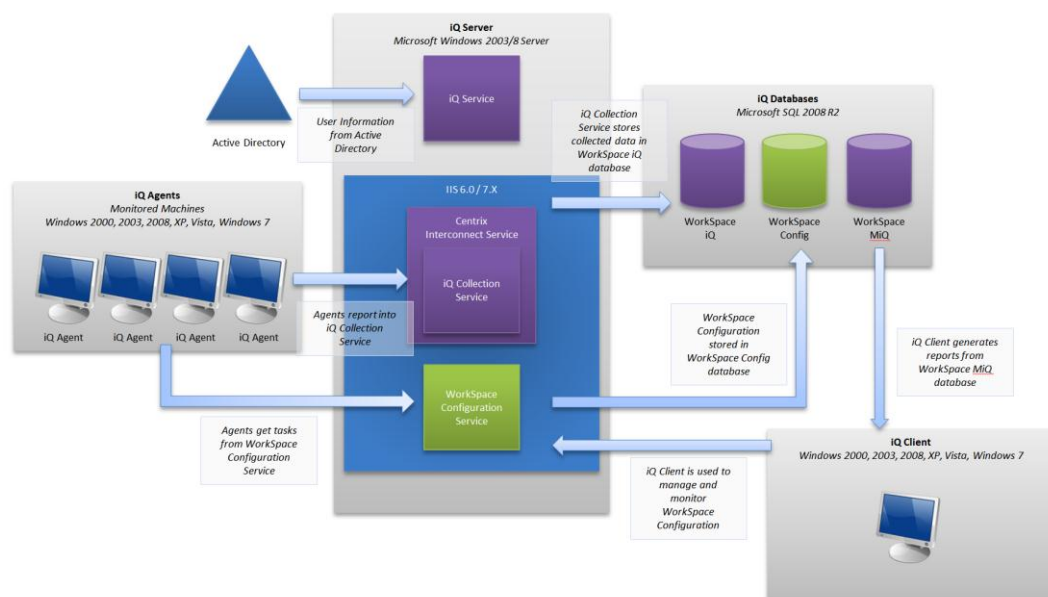 iQ Server
Microsoft Windows 2003/8 Server
iQ Service
Active Directory
User Information
from Active
Directory
iQ Collection
Service stores
collected data in
WorkSpace iQ
database
iQ Databases
Microsoft SQL 2008 R2
WorkSpace
iQ
WorkSpace
Config
WorkSpace
MiQ
iQ Agents
Monitored Machines
Windows 2000, 2003, 2008, XP, Vista, Windows 7
iQ Agent
iQ Agent
iQ Agent
iQ Agent
IIS 6.0 / 7.X
Centrix
Interconnect Service
iQ Collection
Service
Agents report into
iQ Collection
Service
WorkSpace
Configuration
Service
Agents get tasks
from WorkSpace
Configuration
Service
WorkSpace
Configuration
stored in
WorkSpace Config
database
iQ Client generates
reports from
WorkSpace MiQ
database
iQ Client is used to
manage and
monitor
WorkSpace
Configuration
iQ Client
Windows 2000, 2003, 2008, XP, Vista, Windows 7